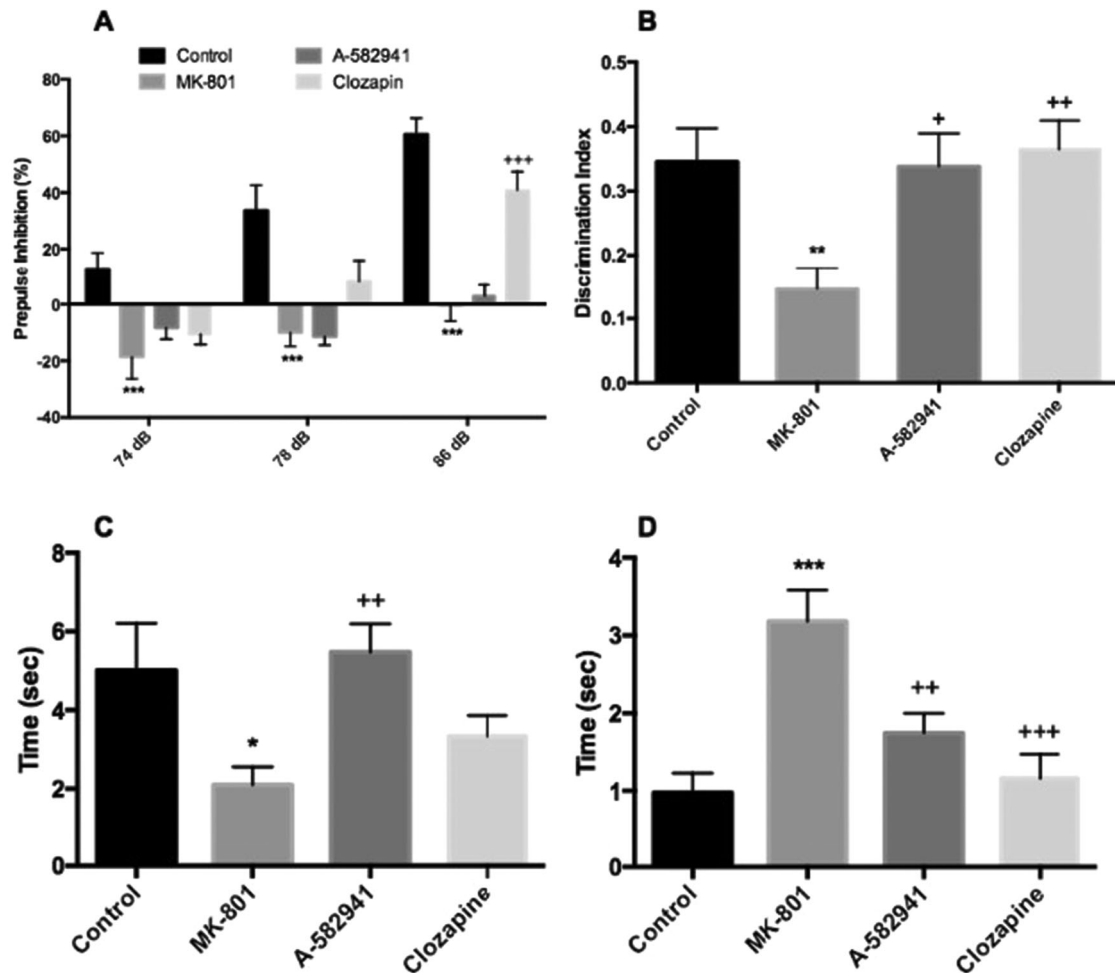 A
Control A-582941
MK-801 Clozapin
Prepulse Inhibition (%)
80
60
40
20
0
-20
-40
***
***
***
+++
74 dB 78 dB 86 dB
B
Discrimination Index
0.5
0.4
0.3
0.2
0.1
0.0
**
+
++
Control MK-801 A-582941 Clozapine
C
Time (sec)
8
6
4
2
0
*
++
Control MK-801 A-582941 Clozapine
D
Time (sec)
4
3
2
1
0
***
++
+++
Control MK-801 A-582941 Clozapine